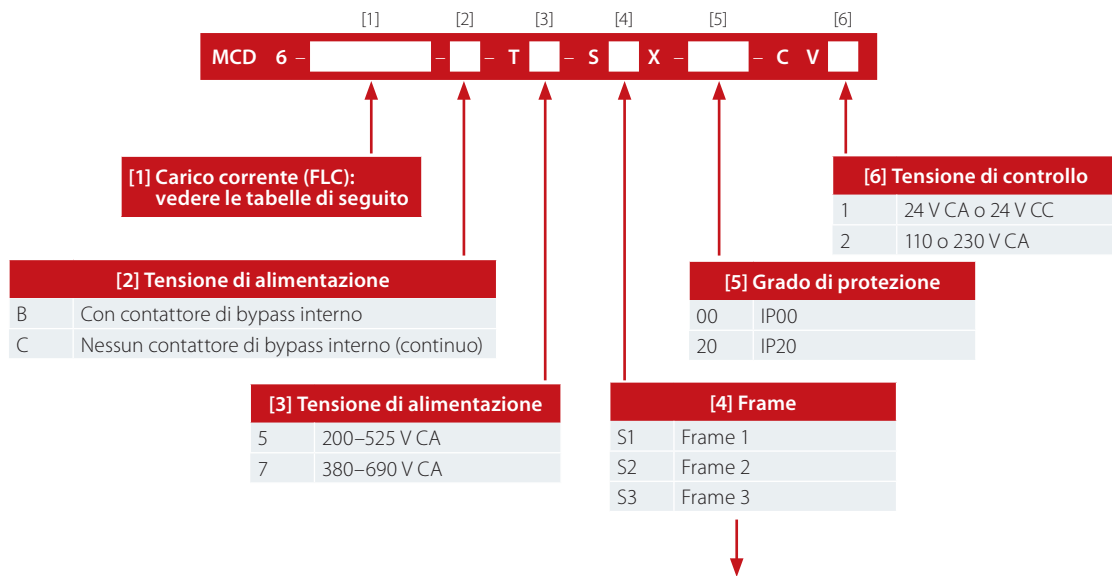 [1] [2] [3] [4] [5] [6]
MCD 6 – – – T – S X – – C V
[1] Carico corrente (FLC):
vedere le tabelle di seguito
[6] Tensione di controllo
1 24 V CA o 24 V CC
2 110 o 230 V CA
[2] Tensione di alimentazione
B Con contattore di bypass interno
C Nessun contattore di bypass interno (continuo)
[5] Grado di protezione
00 IP00
20 IP20
[3] Tensione di alimentazione
5 200–525 V CA
7 380–690 V CA
[4] Frame
S1 Frame 1
S2 Frame 2
S3 Frame 3